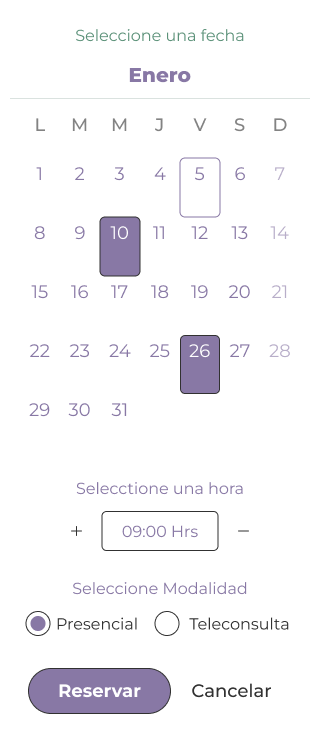 Seleccione una fecha
Enero
L M M J V S D
1 2 3 4 5 6 7
8 9 10 11 12 13 14
15 16 17 18 19 20 21
22 23 24 25 26 27 28
29 30 31
Selecctione una hora
+ 09:00 Hrs −
Seleccione Modalidad
Presencial Teleconsulta
Reservar Cancelar